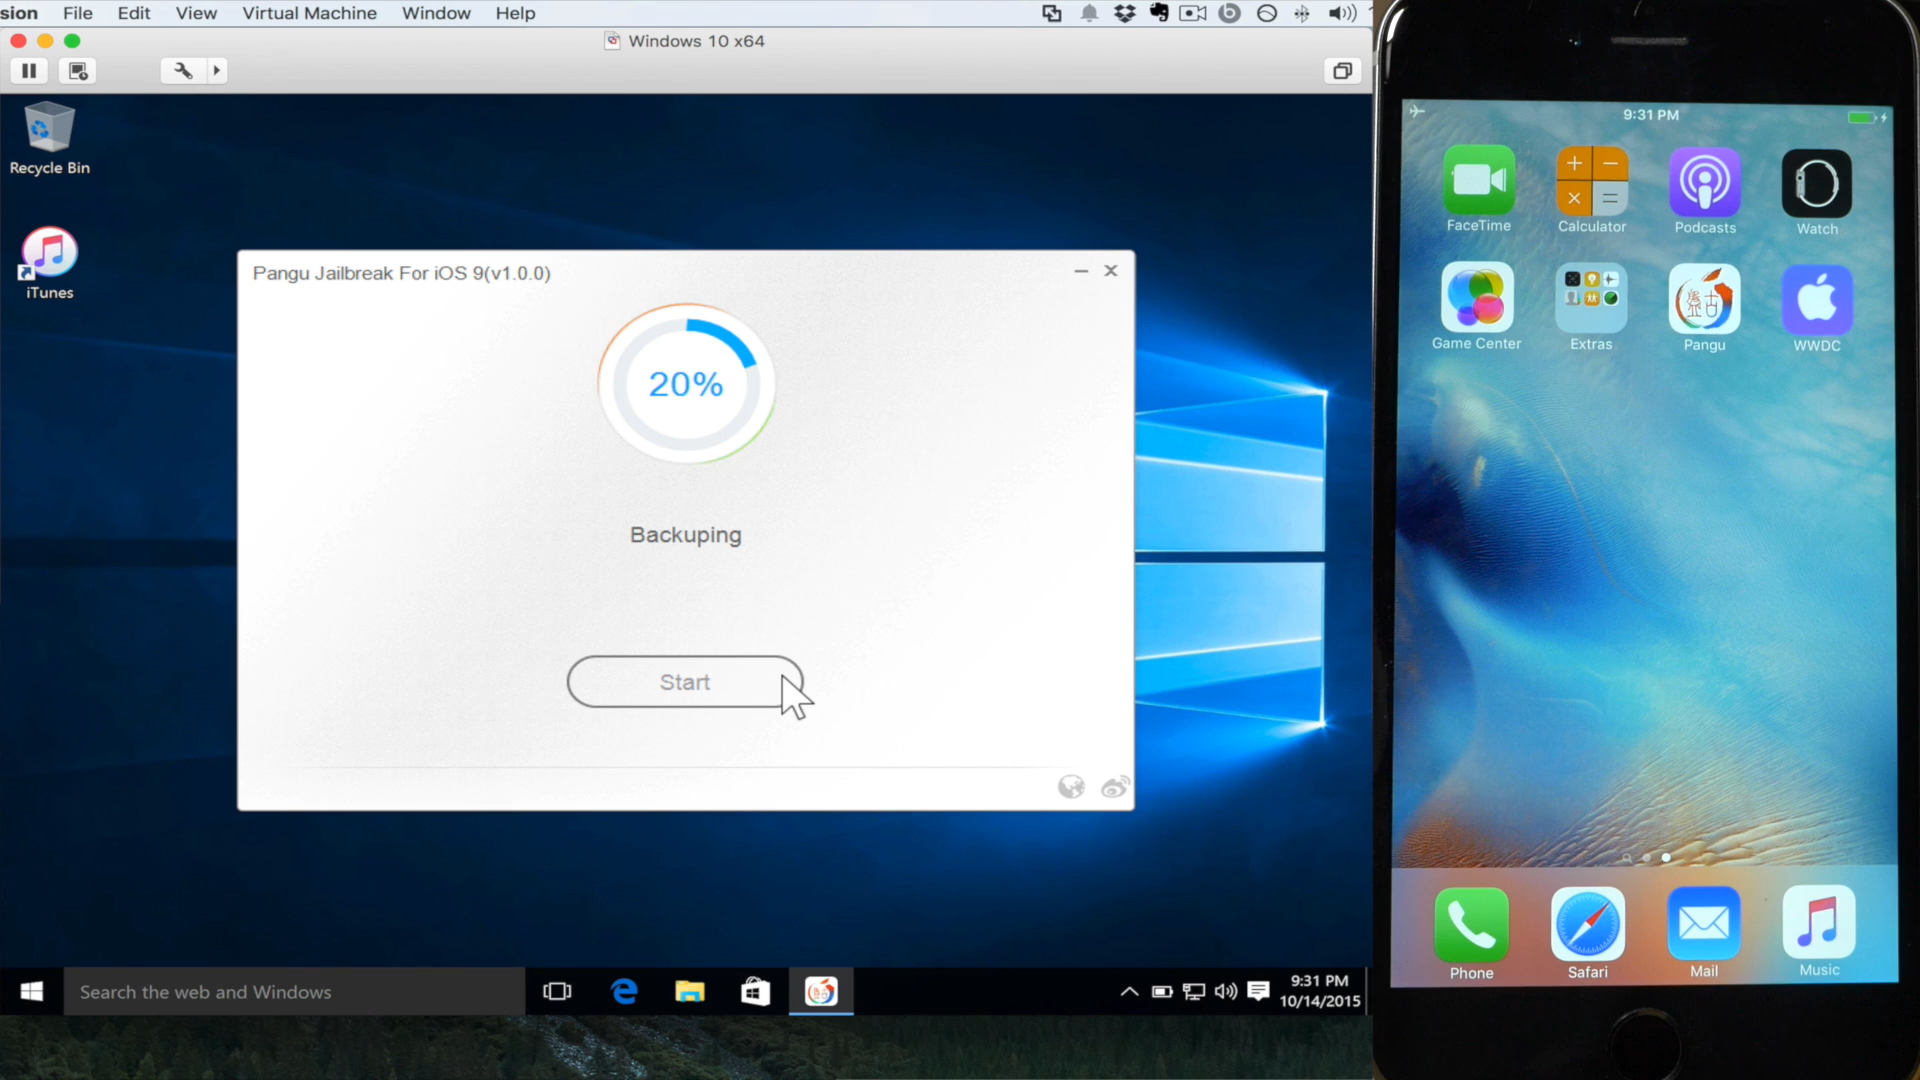 sion File Edit View Virtual Machine Window Help
Windows 10 x64
Recycle Bin
iTunes
Pangu Jailbreak For iOS 9(v1.0.0)
20%
Backuping
Start
Search the web and Windows
9:31 PM
10/14/2015
9:31 PM
FaceTime Calculator Podcasts Watch
Game Center Extras 盘古 Pangu WWDC
Phone Safari Mail Music